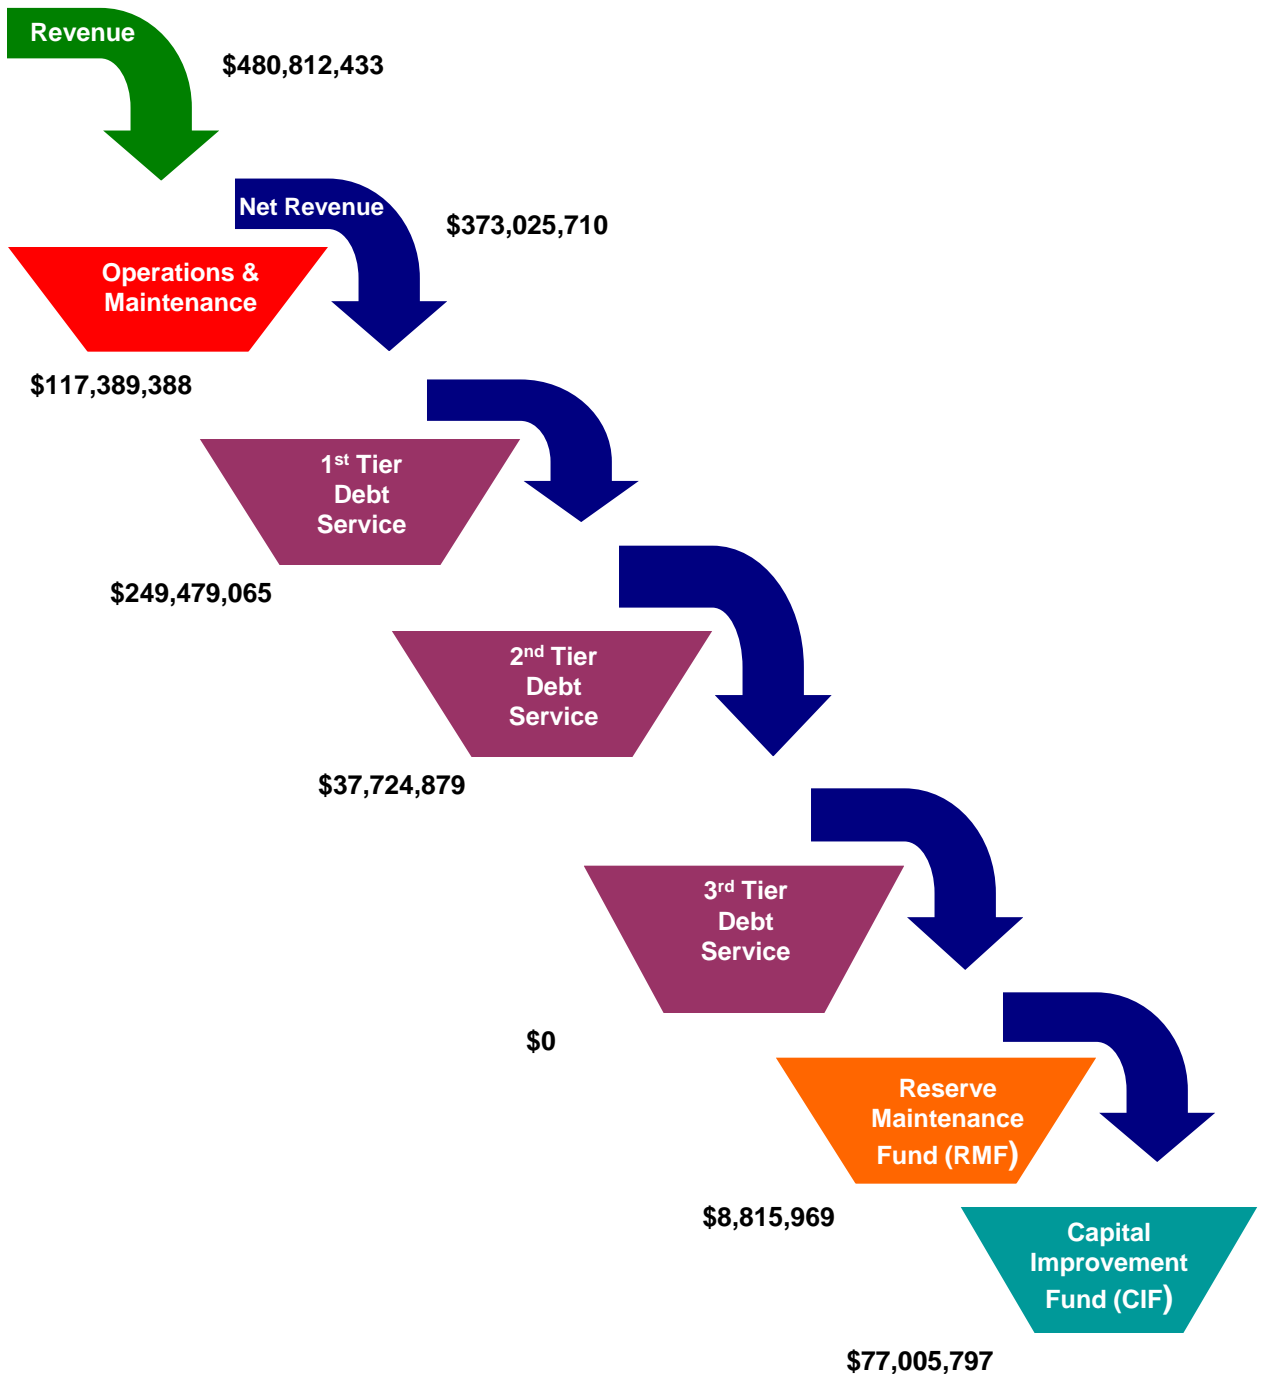 Revenue
$480,812,433
Net Revenue
$373,025,710
Operations &
Maintenance
$117,389,388
1st Tier
Debt
Service
$249,479,065
2nd Tier
Debt
Service
$37,724,879
3rd Tier
Debt
Service
$0
Reserve
Maintenance
Fund (RMF)
$8,815,969
Capital
Improvement
Fund (CIF)
$77,005,797